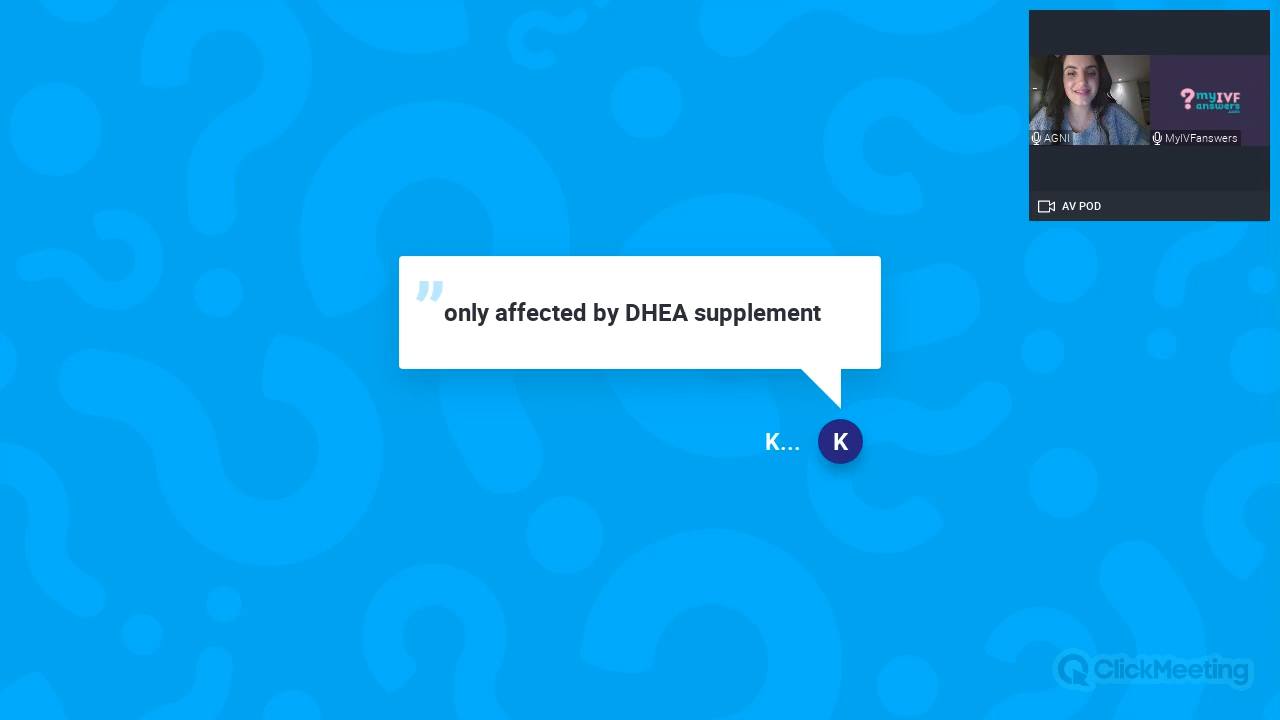 AGNI
?myIVF
answers
.com
MyIVFanswers
AV POD
” only affected by DHEA supplement
K...
K
ClickMeeting